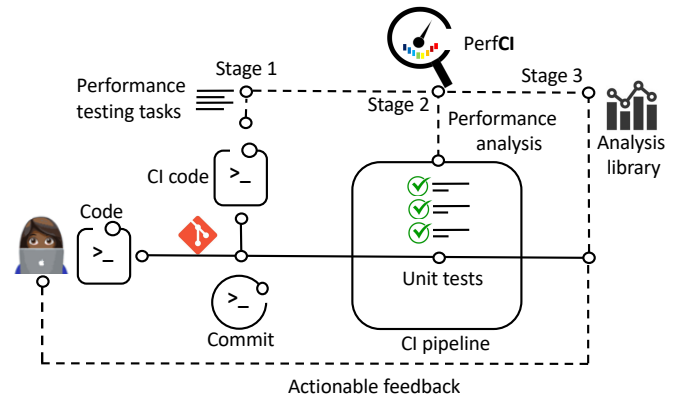 PerfCI
Stage 1
Stage 3
Performance
testing tasks
Stage 2
Performance
analysis
Analysis
library
CI code
>_
Code
>_
Unit tests
>_
Commit
CI pipeline
Actionable feedback